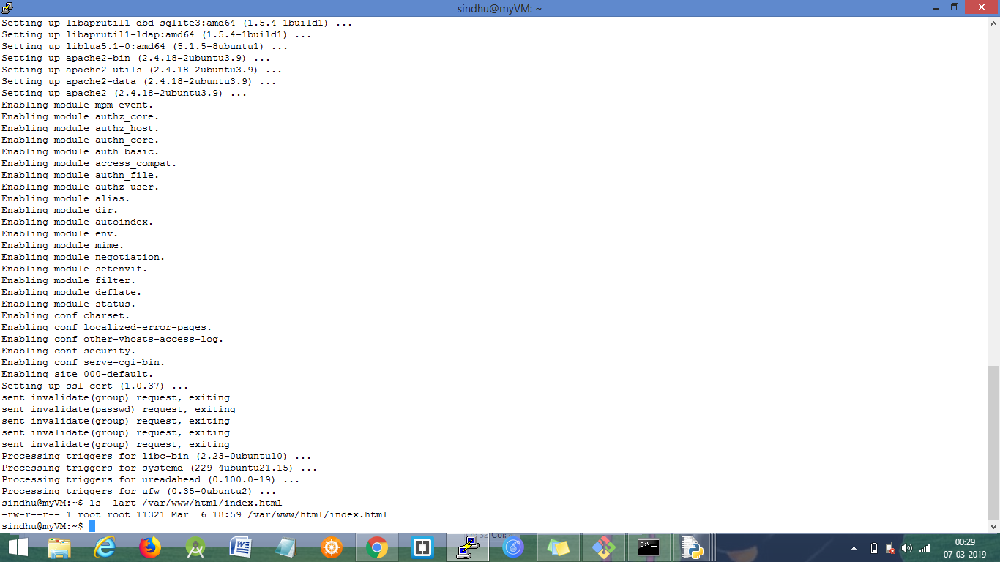 sindhu@myVM: ~
Setting up libaprutil1-dbd-sqlite3:amd64 (1.5.4-1build1) ...
Setting up libaprutil1-ldap:amd64 (1.5.4-1build1) ...
Setting up liblua5.1-0:amd64 (5.1.5-8ubuntu1) ...
Setting up apache2-bin (2.4.18-2ubuntu3.9) ...
Setting up apache2-utils (2.4.18-2ubuntu3.9) ...
Setting up apache2-data (2.4.18-2ubuntu3.9) ...
Setting up apache2 (2.4.18-2ubuntu3.9) ...
Enabling module mpm_event.
Enabling module authz_core.
Enabling module authz_host.
Enabling module authn_core.
Enabling module auth_basic.
Enabling module access_compat.
Enabling module authn_file.
Enabling module authz_user.
Enabling module alias.
Enabling module dir.
Enabling module autoindex.
Enabling module env.
Enabling module mime.
Enabling module negotiation.
Enabling module setenvif.
Enabling module filter.
Enabling module deflate.
Enabling module status.
Enabling conf charset.
Enabling conf localized-error-pages.
Enabling conf other-vhosts-access-log.
Enabling conf security.
Enabling conf serve-cgi-bin.
Enabling site 000-default.
Setting up ssl-cert (1.0.37) ...
sent invalidate(group) request, exiting
sent invalidate(passwd) request, exiting
sent invalidate(group) request, exiting
sent invalidate(group) request, exiting
sent invalidate(group) request, exiting
Processing triggers for libc-bin (2.23-0ubuntu10) ...
Processing triggers for systemd (229-4ubuntu21.15) ...
Processing triggers for ureadahead (0.100.0-19) ...
Processing triggers for ufw (0.35-0ubuntu2) ...
sindhu@myVM:~$ ls -lart /var/www/html/index.html
-rw-r--r-- 1 root root 11321 Mar  6 18:59 /var/www/html/index.html
sindhu@myVM:~$
Col: 4
00:29
07-03-2019